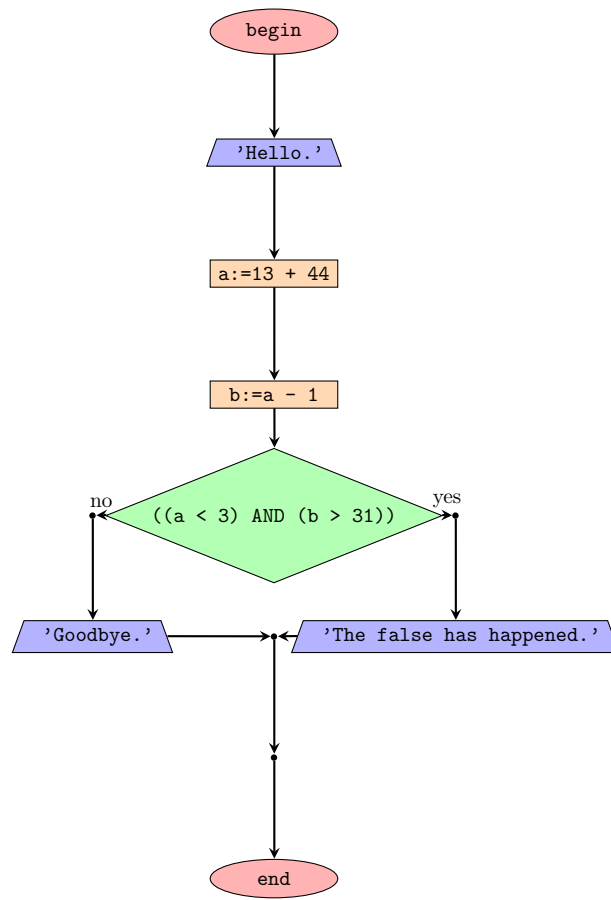 begin
'Hello.'
a:=13 + 44
b:=a - 1
no
((a < 3) AND (b > 31))
yes
'Goodbye.'
'The false has happened.'
end